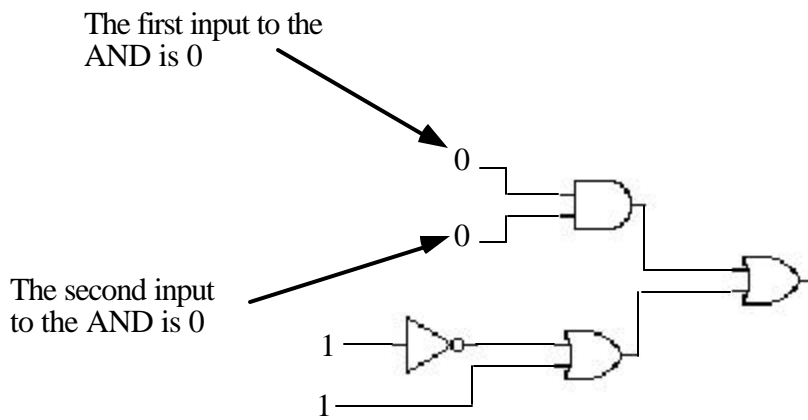 The first input to the
AND is 0
0
0
The second input
to the AND is 0
1
1